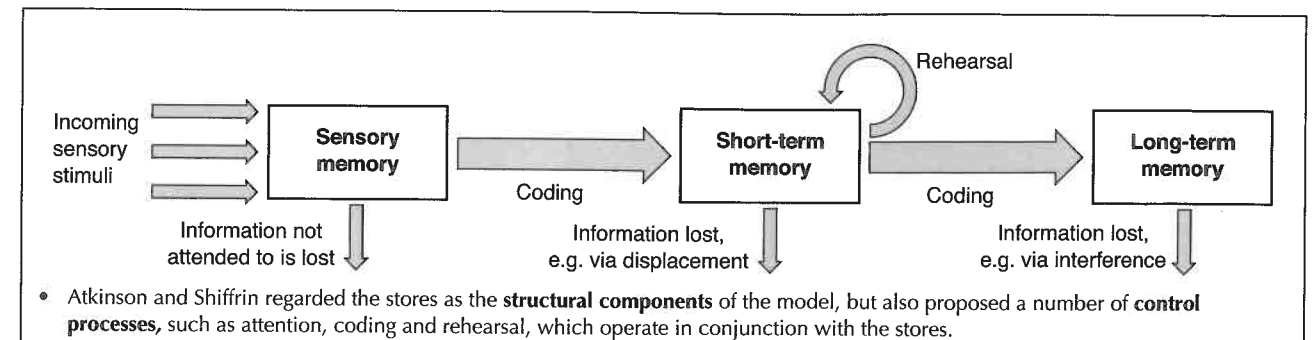 Rehearsal
Incoming
sensory
stimuli
Sensory
memory
Short-term
memory
Long-term
memory
Coding
Coding
Information not
attended to is lost
Information lost,
e.g. via displacement
Information lost,
e.g. via interference
• Atkinson and Shiffrin regarded the stores as the structural components of the model, but also proposed a number of control
processes, such as attention, coding and rehearsal, which operate in conjunction with the stores.